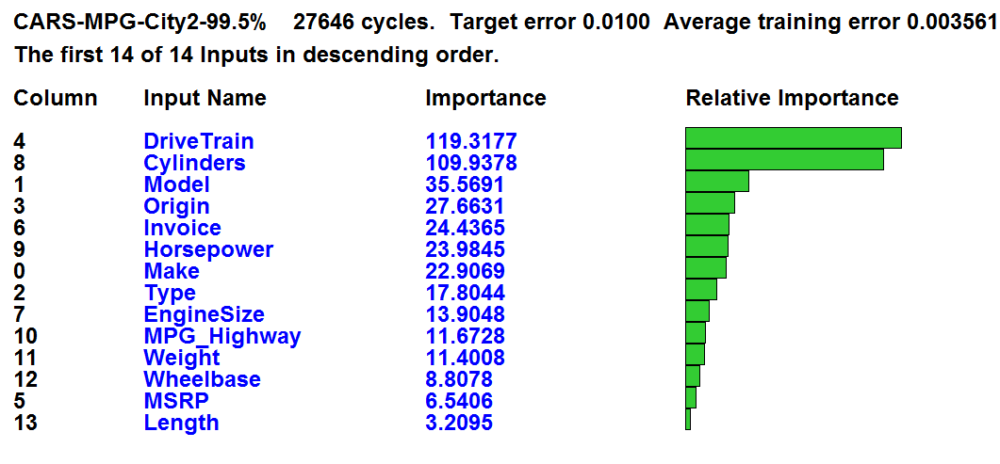 CARS-MPG-City2-99.5% 27646 cycles. Target error 0.0100 Average training error 0.003561
The first 14 of 14 Inputs in descending order.
Column Input Name Importance Relative Importance
4 DriveTrain 119.3177
8 Cylinders 109.9378
1 Model 35.5691
3 Origin 27.6631
6 Invoice 24.4365
9 Horsepower 23.9845
0 Make 22.9069
2 Type 17.8044
7 EngineSize 13.9048
10 MPG_Highway 11.6728
11 Weight 11.4008
12 Wheelbase 8.8078
5 MSRP 6.5406
13 Length 3.2095